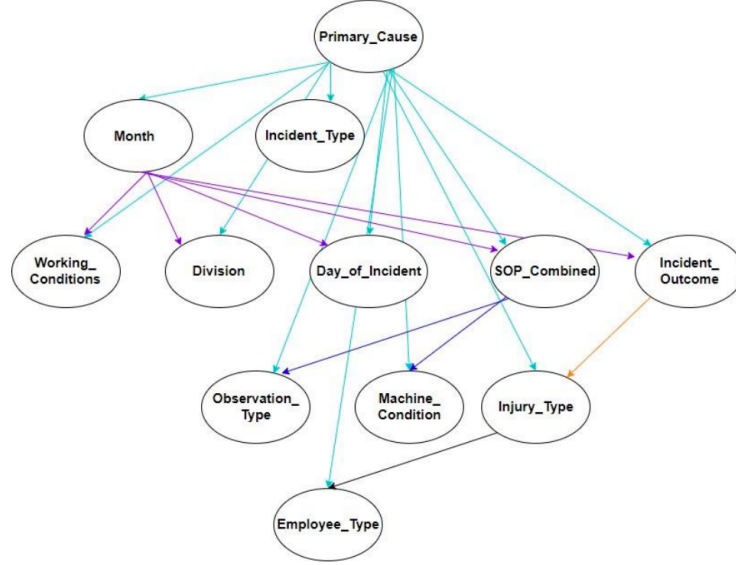 Primary_Cause
Month
Incident_Type
Working_
Conditions
Division
Day_of_Incident
SOP_Combined
Incident_
Outcome
Observation_
Type
Machine_
Condition
Injury_Type
Employee_Type